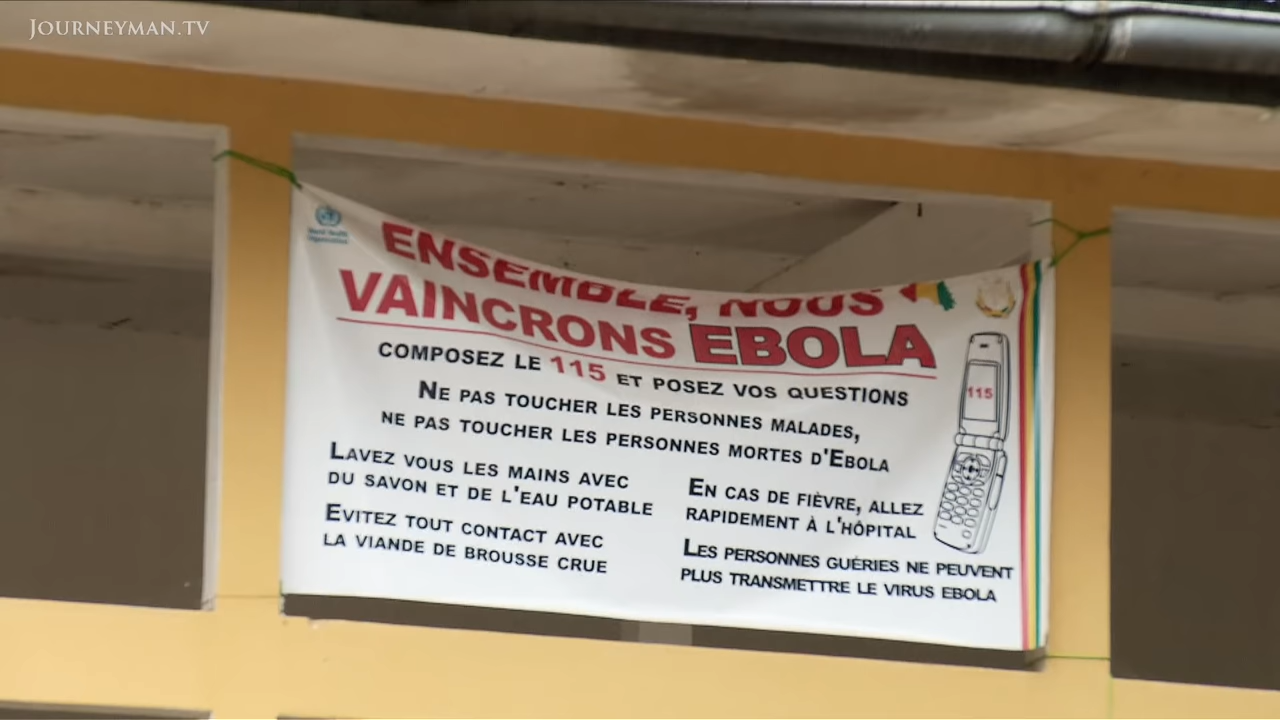 JOURNEYMAN.TV
World Health
Organization
ENSEMBLE, NOUS
VAINCRONS EBOLA
COMPOSEZ LE 115 ET POSEZ VOS QUESTIONS
NE PAS TOUCHER LES PERSONNES MALADES,
NE PAS TOUCHER LES PERSONNES MORTES D'EBOLA
LAVEZ VOUS LES MAINS AVEC
DU SAVON ET DE L'EAU POTABLE
EVITEZ TOUT CONTACT AVEC
LA VIANDE DE BROUSSE CRUE
EN CAS DE FIÈVRE, ALLEZ
RAPIDEMENT À L'HÔPITAL
LES PERSONNES GUÉRIES NE PEUVENT
PLUS TRANSMETTRE LE VIRUS EBOLA
115